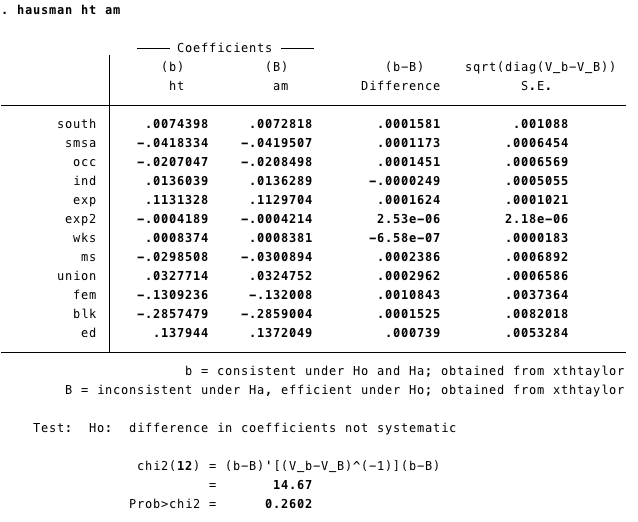 . hausman ht am
Coefficients
(b) (B) (b-B) sqrt(diag(V_b-V_B))
ht am Difference S.E.
south .0074398 .0072818 .0001581 .001088
smsa -.0418334 -.0419507 .0001173 .0006454
occ -.0207047 -.0208498 .0001451 .0006569
ind .0136039 .0136289 -.0000249 .0005055
exp .1131328 .1129704 .0001624 .0001021
exp2 -.0004189 -.0004214 2.53e-06 2.18e-06
wks .0008374 .0008381 -6.58e-07 .0000183
ms -.0298508 -.0300894 .0002386 .0006892
union .0327714 .0324752 .0002962 .0006586
fem -.1309236 -.132008 .0010843 .0037364
blk -.2857479 -.2859004 .0001525 .0082018
ed .137944 .1372049 .000739 .0053284
b = consistent under Ho and Ha; obtained from xthtaylor
B = inconsistent under Ha, efficient under Ho; obtained from xthtaylor
Test: Ho: difference in coefficients not systematic
chi2(12) = (b-B)'[(V_b-V_B)^(-1)](b-B)
= 14.67
Prob>chi2 = 0.2602